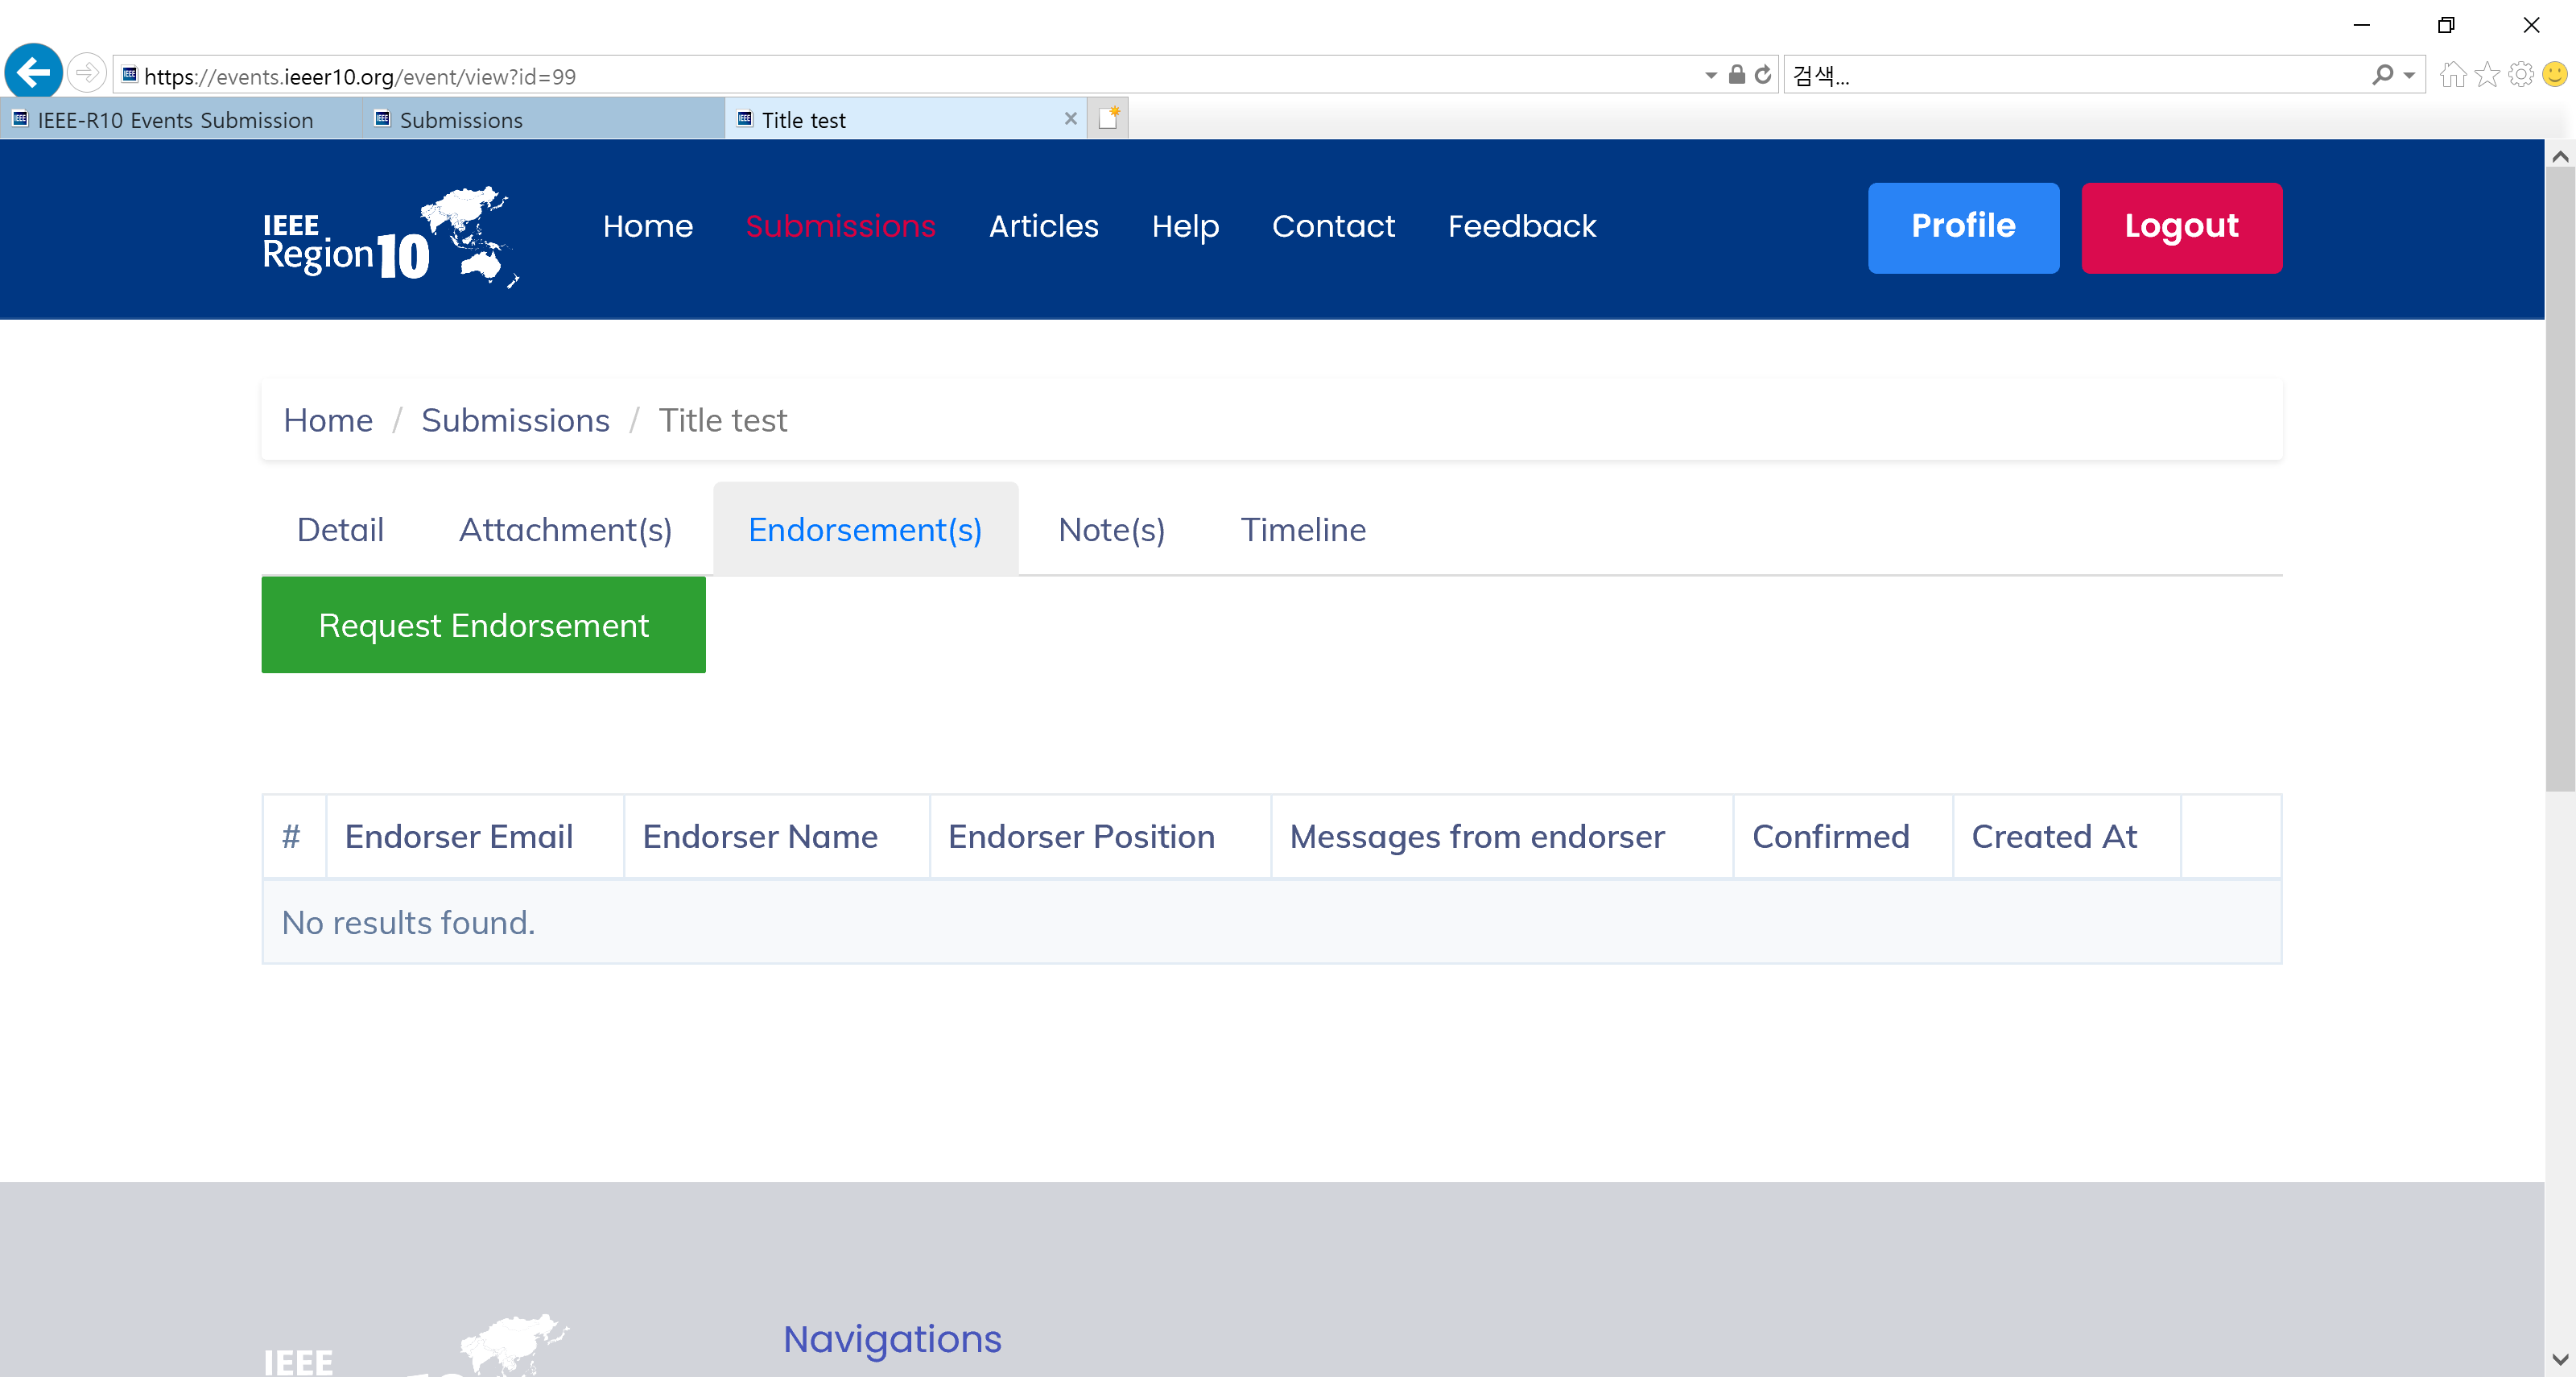 https://events.ieeer10.org/event/view?id=99
검색...
IEEE-R10 Events Submission
Submissions
Title test
IEEE
Region 10
Home
Submissions
Articles
Help
Contact
Feedback
Profile
Logout
Home / Submissions / Title test
Detail
Attachment(s)
Endorsement(s)
Note(s)
Timeline
Request Endorsement
# Endorser Email Endorser Name Endorser Position Messages from endorser Confirmed Created At
No results found.
IEEE
Navigations